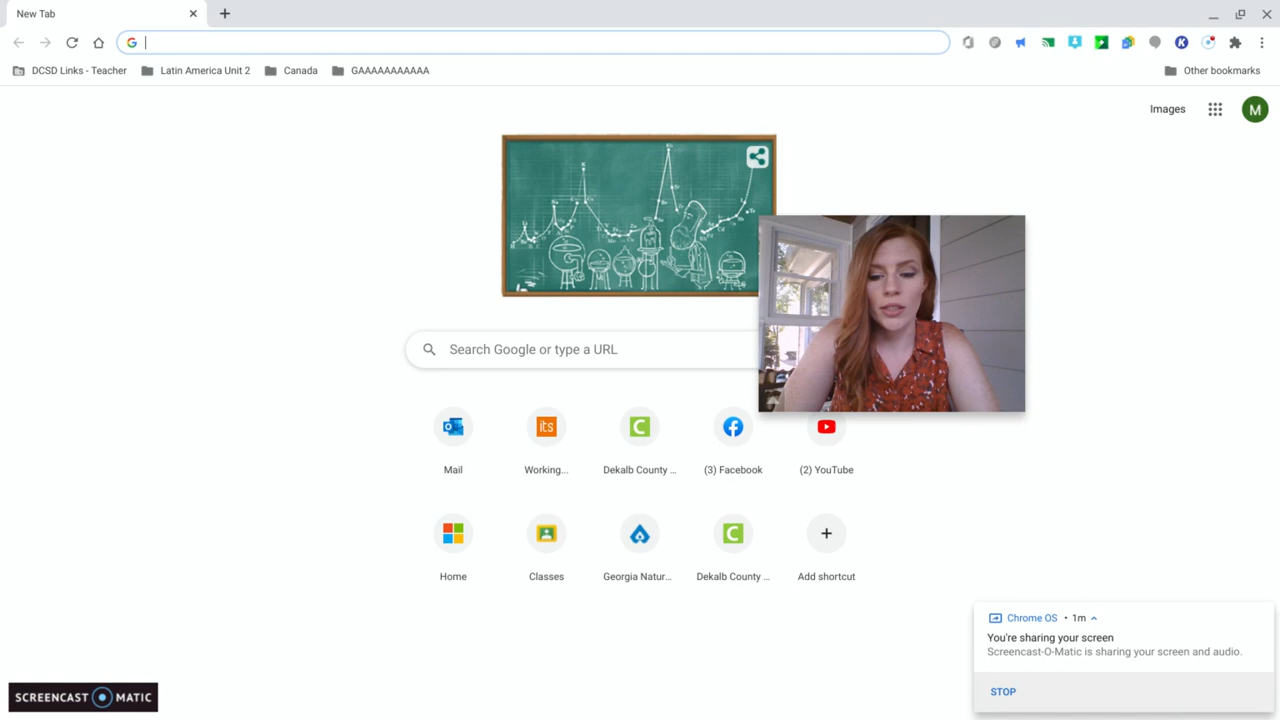 New Tab
DCSD Links - Teacher
Latin America Unit 2
Canada
GAAAAAAAAAAA
Other bookmarks
Images
M
Search Google or type a URL
its
C
Mail
Working...
Dekalb County ...
(3) Facebook
(2) YouTube
C
Home
Classes
Georgia Natur...
Dekalb County ...
Add shortcut
Chrome OS • 1m
You're sharing your screen
Screencast-O-Matic is sharing your screen and audio.
STOP
SCREENCAST MATIC